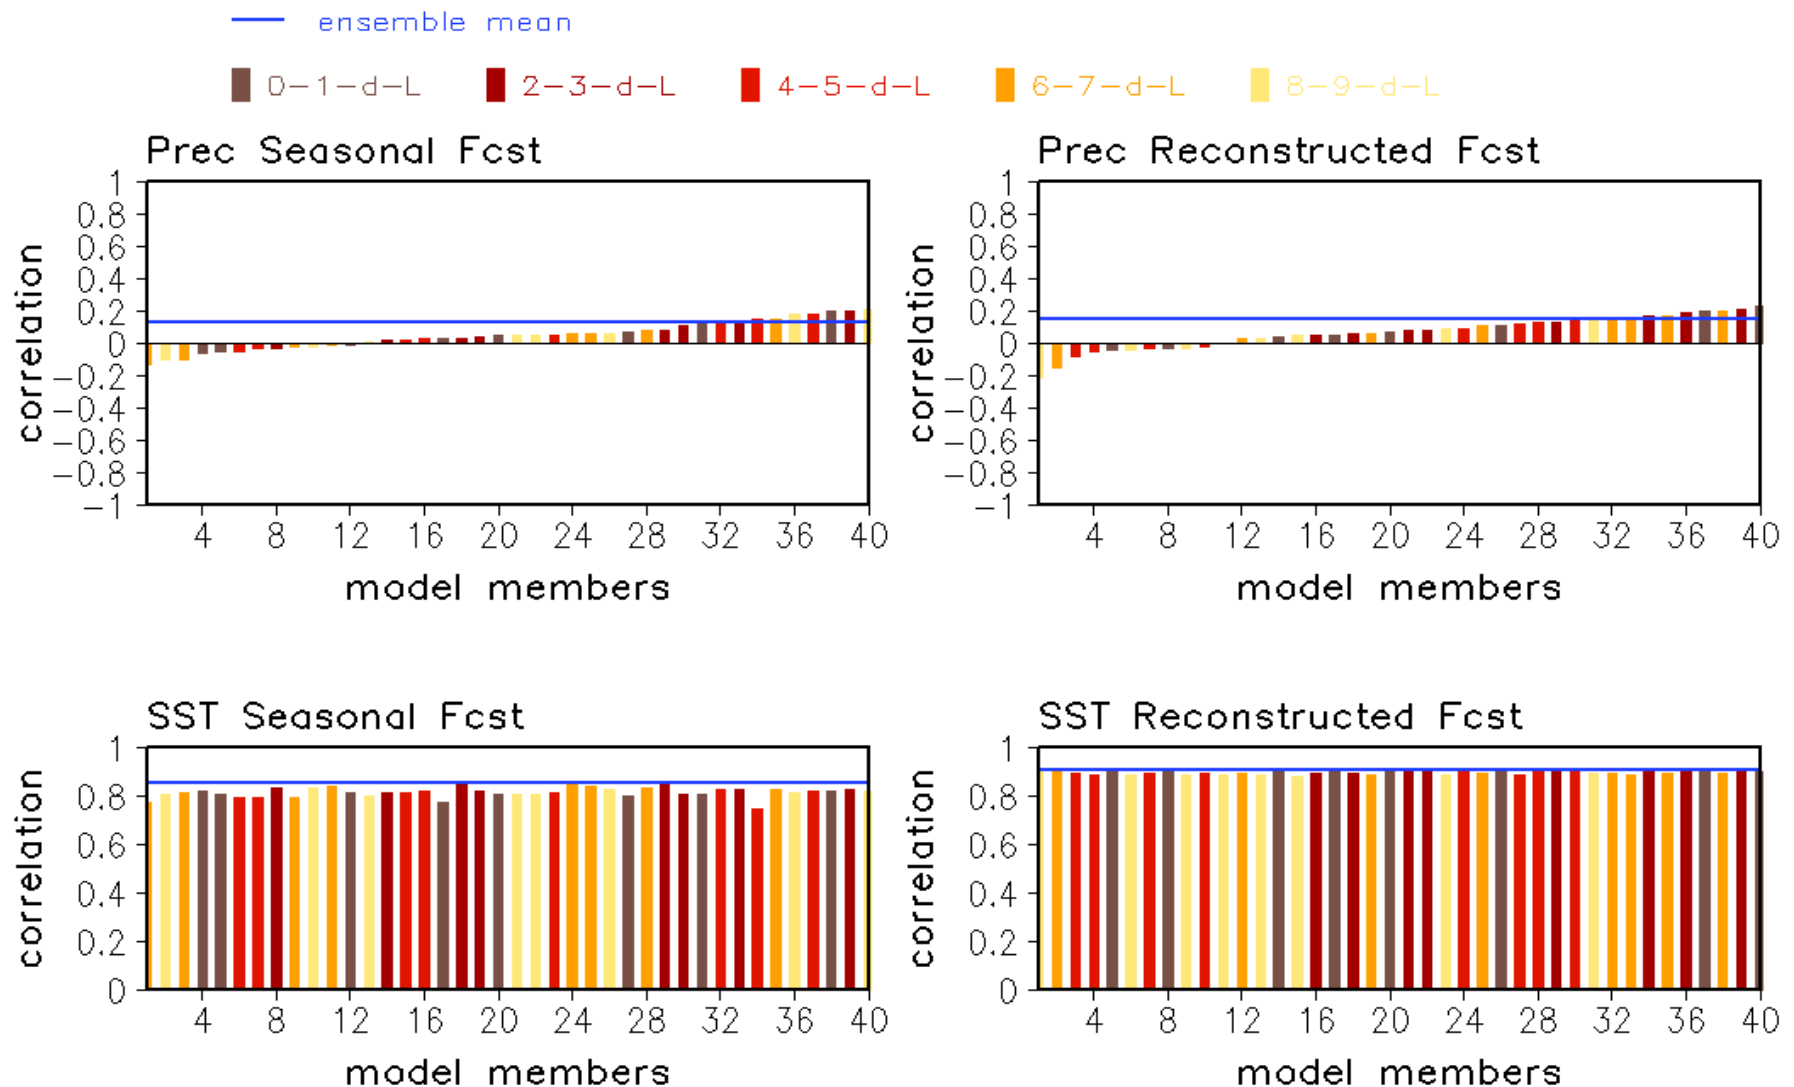 ensemble mean
0-1-d-L 2-3-d-L 4-5-d-L 6-7-d-L 8-9-d-L
Prec Seasonal Fcst
correlation
1
0.8
0.6
0.4
0.2
0
-0.2
-0.4
-0.6
-0.8
-1
4 8 12 16 20 24 28 32 36 40
model members
Prec Reconstructed Fcst
correlation
1
0.8
0.6
0.4
0.2
0
-0.2
-0.4
-0.6
-0.8
-1
4 8 12 16 20 24 28 32 36 40
model members
SST Seasonal Fcst
correlation
1
0.8
0.6
0.4
0.2
0
4 8 12 16 20 24 28 32 36 40
model members
SST Reconstructed Fcst
correlation
1
0.8
0.6
0.4
0.2
0
4 8 12 16 20 24 28 32 36 40
model members